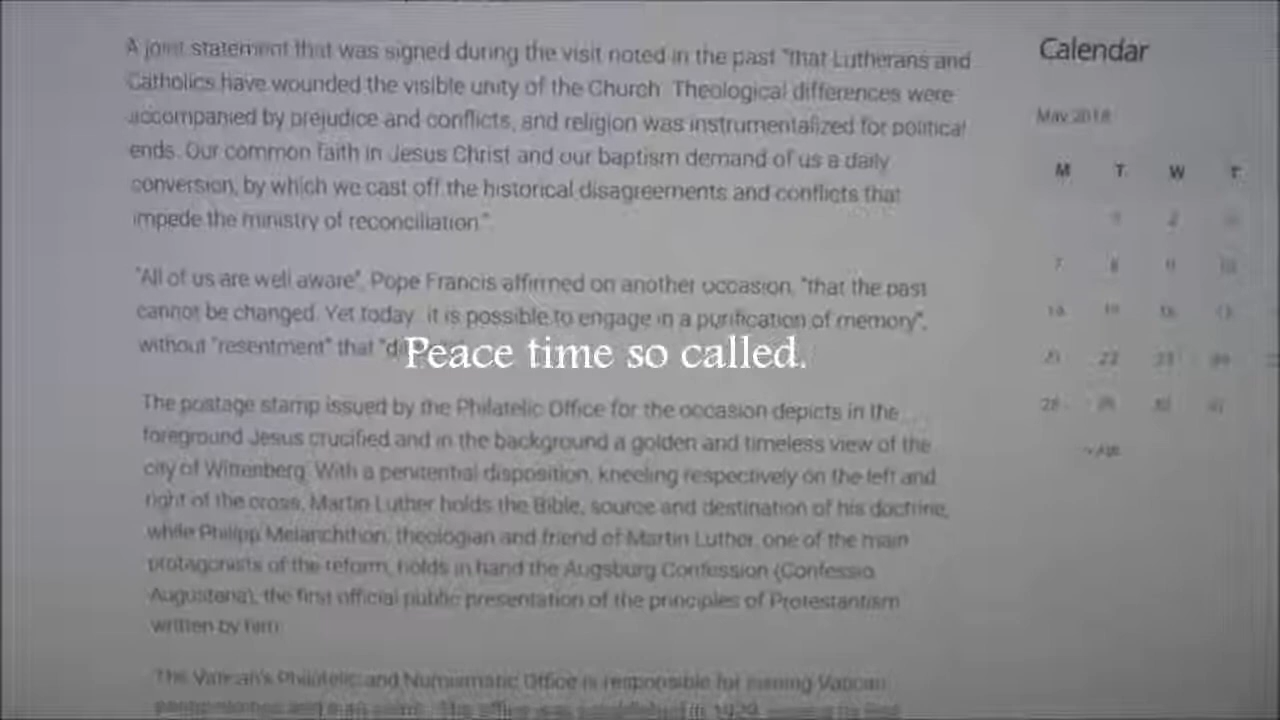 A joint statement that was signed during the visit noted in the past "that Lutherans and
Catholics have wounded the visible unity of the Church. Theological differences were
accompanied by prejudice and conflicts, and religion was instrumentalized for political
ends. Our common faith in Jesus Christ and our baptism demand of us a daily
conversion, by which we cast off the historical disagreements and conflicts that
impede the ministry of reconciliation".
"All of us are well aware", Pope Francis affirmed on another occasion, "that the past
cannot be changed. Yet today it is possible to engage in a purification of memory",
without "resentment" that
Peace time so called.
The postage stamp issued by the Philatelic Office for the occasion depicts in the
foreground Jesus crucified and in the background a golden and timeless view of the
city of Wittenberg. With a penitential disposition, kneeling respectively on the left and
right of the cross, Martin Luther holds the Bible, source and destination of his doctrine,
while Philipp Melanchthon, theologian and friend of Martin Luther, one of the main
protagonists of the reform, holds in hand the Augsburg Confession (Confessio
Augustana), the first official public presentation of the principles of Protestantism
written by him.
The Vatican's Philatelic and Numismatic Office is responsible for issuing Vatican
Calendar
May 2018
M T W T
2
7 8 9 10
21 22
28